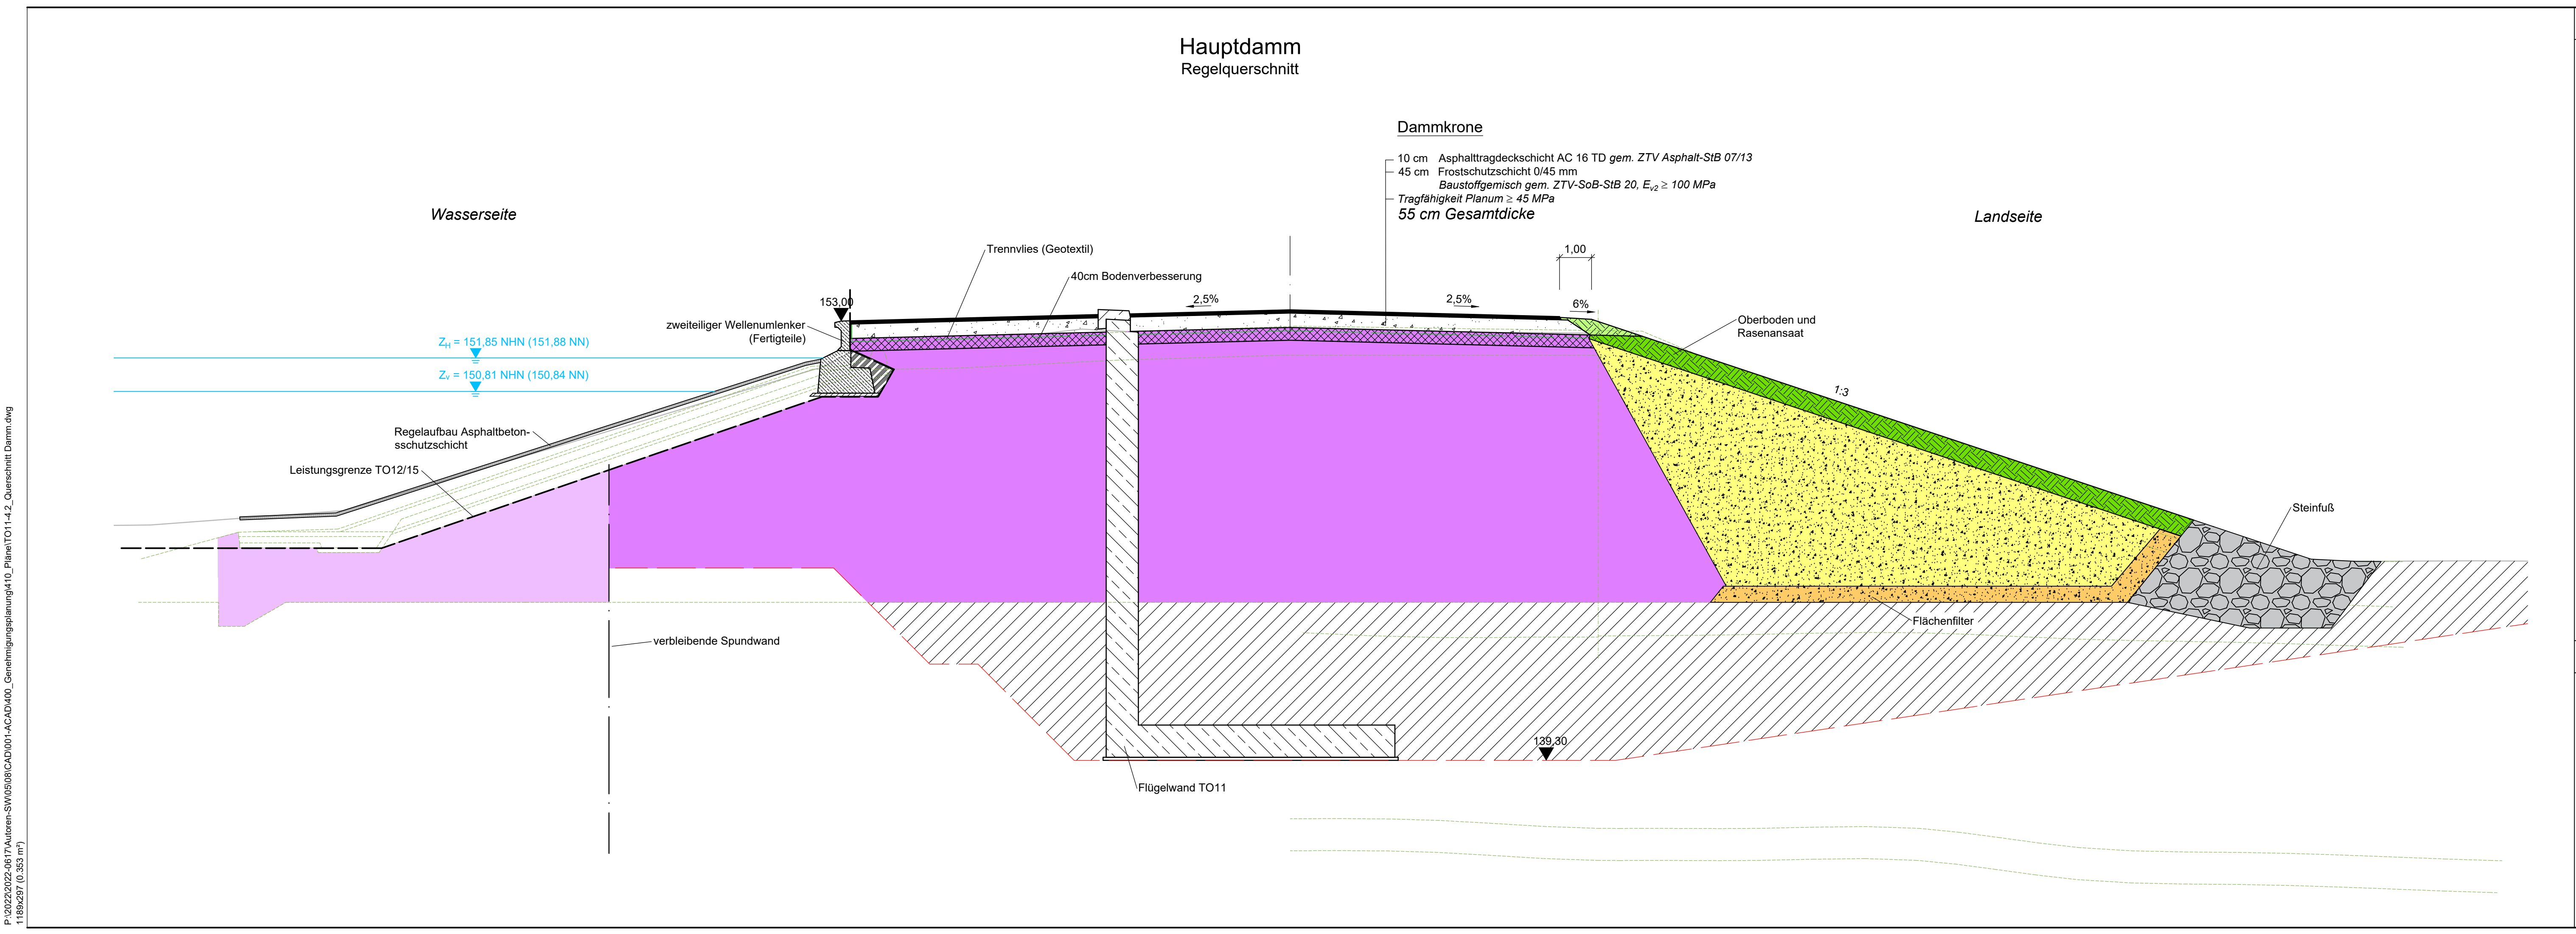 Hauptdamm
Regelquerschnitt
Dammkrone
10 cm Asphalttragdeckschicht AC 16 TD gem. ZTV Asphalt-StB 07/13
45 cm Frostschutzschicht 0/45 mm
Baustoffgemisch gem. ZTV-SoB-StB 20, Ev2 ≥ 100 MPa
Tragfähigkeit Planum ≥ 45 MPa
55 cm Gesamtdicke
Wasserseite
Landseite
Trennvlies (Geotextil)
1,00
40cm Bodenverbesserung
153,00
2,5%
2,5%
6%
zweiteiliger Wellenumlenker
(Fertigteile)
Oberboden und
Rasenansaat
ZH = 151,85 NHN (151,88 NN)
Zv = 150,81 NHN (150,84 NN)
1:3
Regelaufbau Asphaltbeton-
sschutzschicht
Leistungsgrenze TO12/15
Steinfuß
Flächenfilter
verbleibende Spundwand
139,30
Flügelwand TO11
P:\2022\2022-0617\Autoren-SW\05\08\CAD\001-ACAD\400_Genehmigungsplanung\410_Pläne\TO11-4.2_Querschnitt Damm.dwg
1189x297 (0.353 m²)